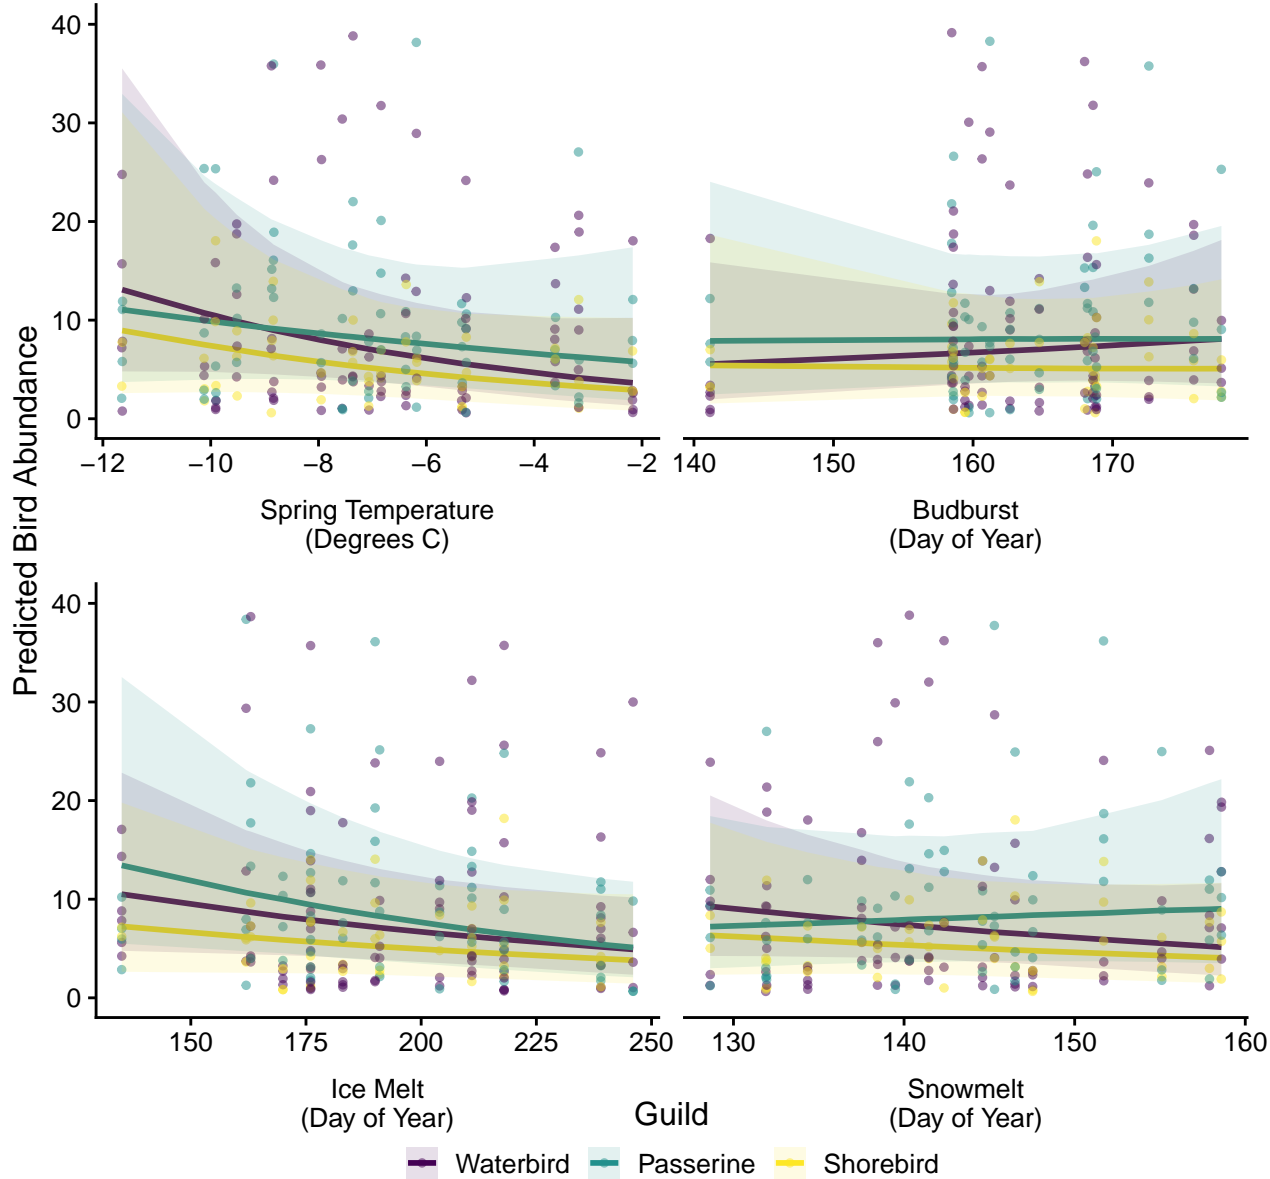 Predicted Bird Abundance
40
30
20
10
0
−12 −10 −8 −6 −4 −2
Spring Temperature
(Degrees C)
140 150 160 170
Budburst
(Day of Year)
40
30
20
10
0
150 175 200 225 250
Ice Melt
(Day of Year)
130 140 150 160
Snowmelt
(Day of Year)
Guild
Waterbird Passerine Shorebird